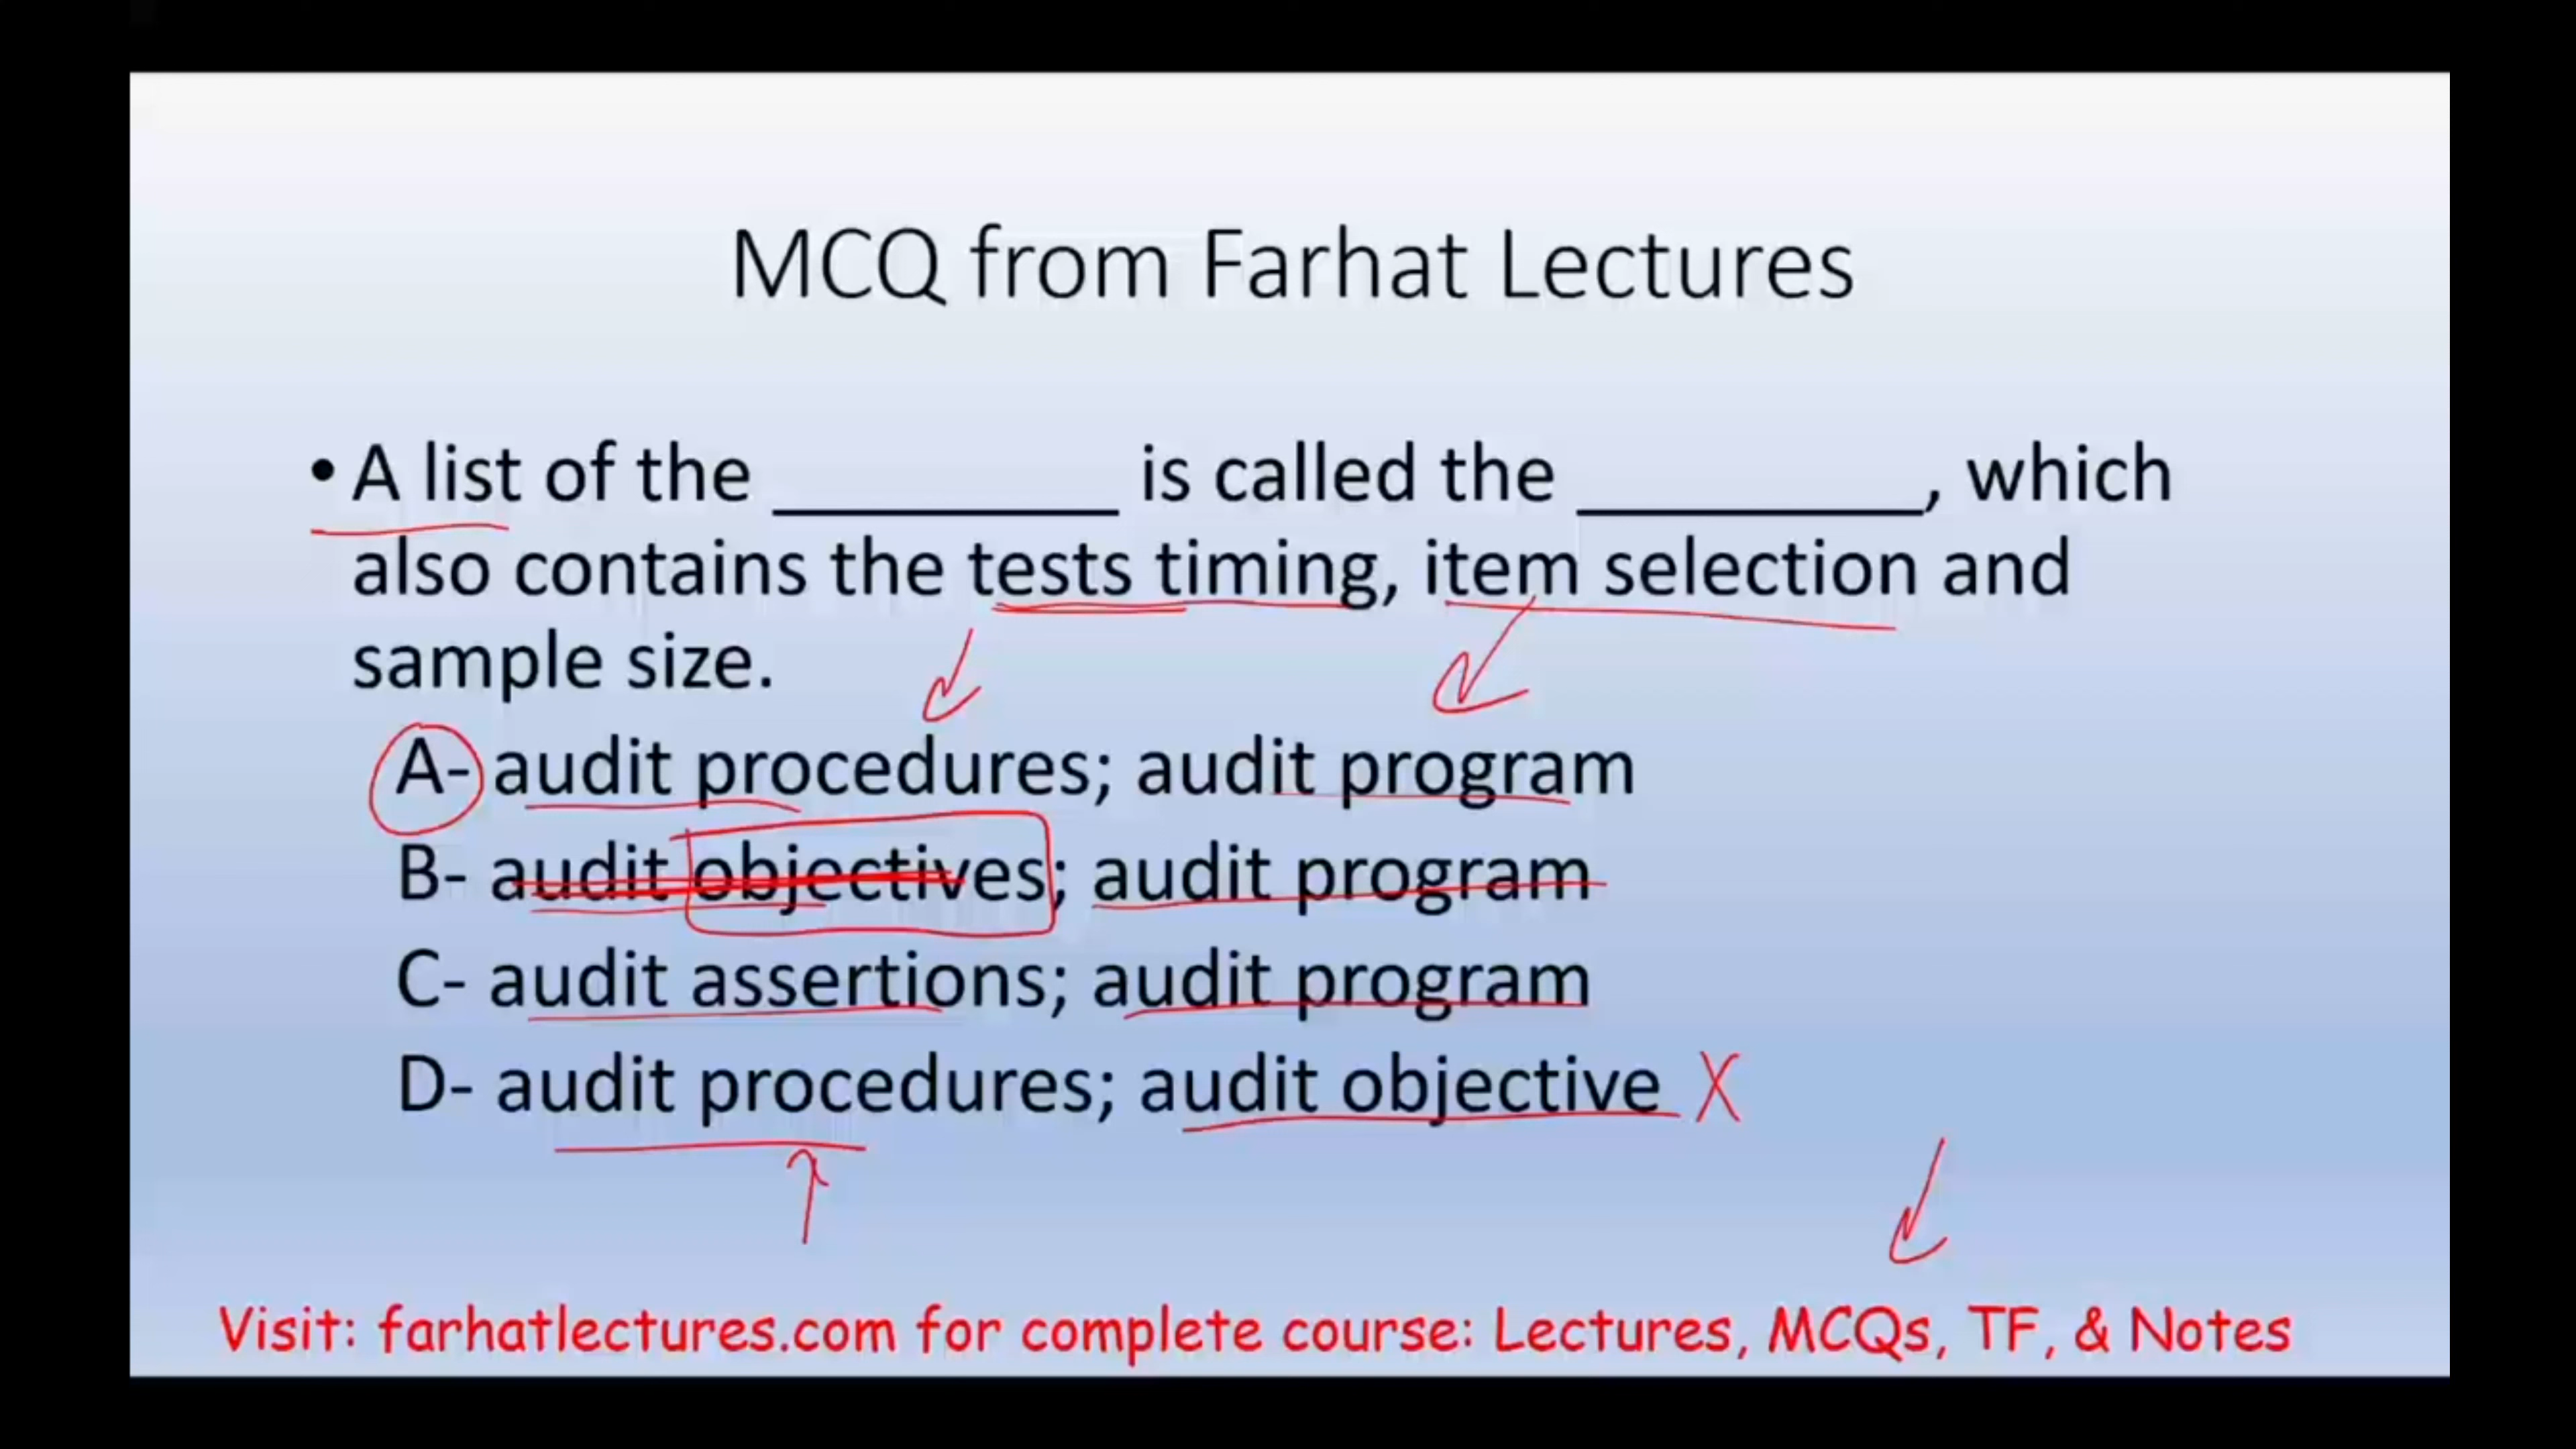 MCQ from Farhat Lectures
• A list of the ________ is called the ________, which
also contains the tests timing, item selection and
sample size.
A- audit procedures; audit program
B- audit objectives; audit program
C- audit assertions; audit program
D- audit procedures; audit objective X
Visit: farhatlectures.com for complete course: Lectures, MCQs, TF, & Notes